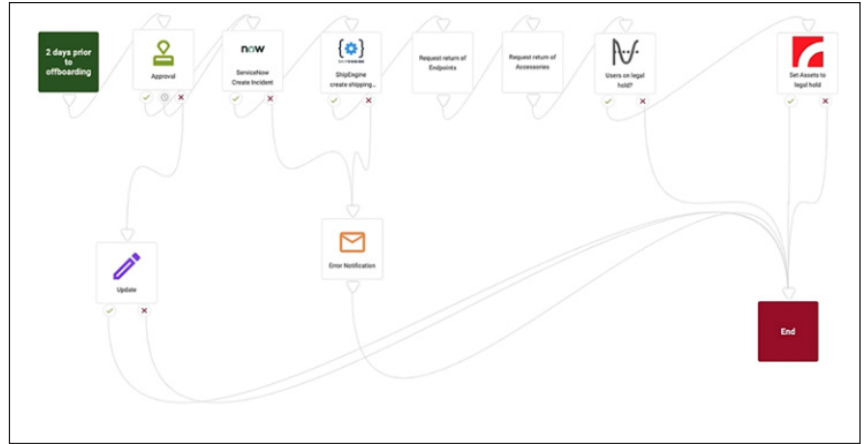 2 days prior
to
offboarding
Approval
now
ServiceNow
Create Incident
ShipEngine
create shipping...
Request return of
Endpoints
Request return of
Accessories
Users on legal
hold?
Set Assets to
legal hold
Update
Error Notification
End